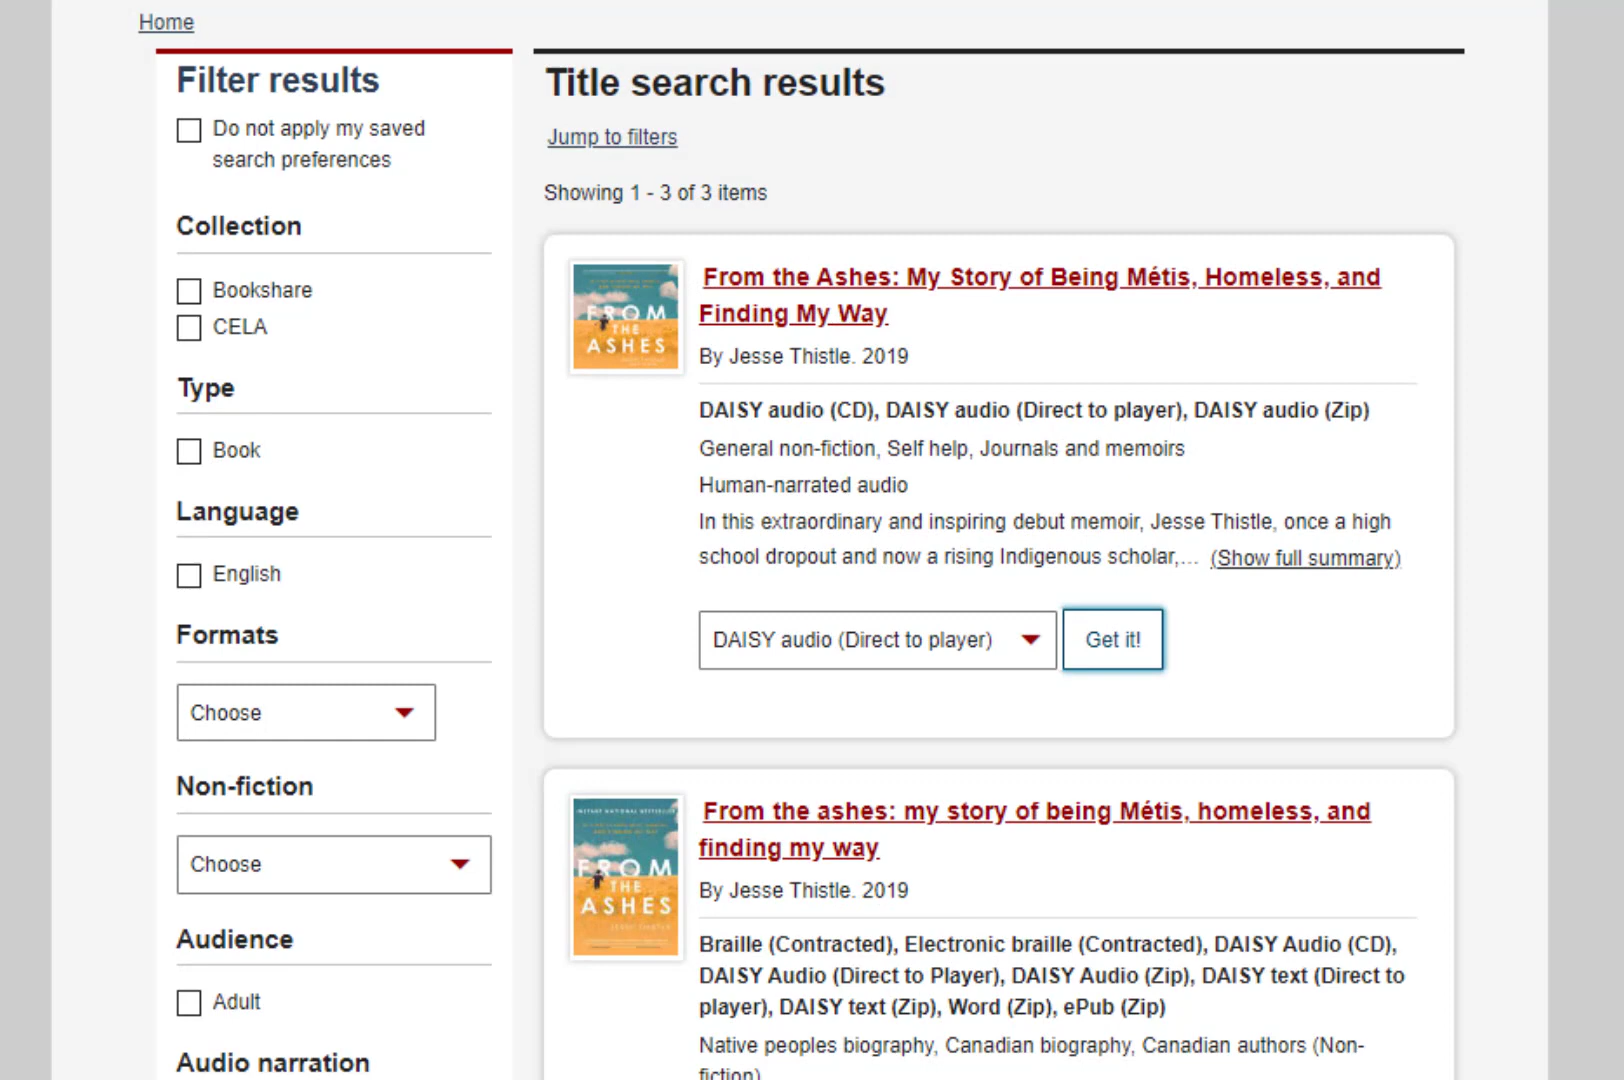 Home
Filter results
Do not apply my saved
search preferences
Collection
Bookshare
CELA
Type
Book
Language
English
Formats
Choose
Non-fiction
Choose
Audience
Adult
Audio narration
Title search results
Jump to filters
Showing 1 - 3 of 3 items
FROM
THE
ASHES
From the Ashes: My Story of Being Métis, Homeless, and
Finding My Way
By Jesse Thistle. 2019
DAISY audio (CD), DAISY audio (Direct to player), DAISY audio (Zip)
General non-fiction, Self help, Journals and memoirs
Human-narrated audio
In this extraordinary and inspiring debut memoir, Jesse Thistle, once a high
school dropout and now a rising Indigenous scholar,... (Show full summary)
DAISY audio (Direct to player)
Get it!
INSTANT NATIONAL BESTSELLER
FROM
THE
ASHES
From the ashes: my story of being Métis, homeless, and
finding my way
By Jesse Thistle. 2019
Braille (Contracted), Electronic braille (Contracted), DAISY Audio (CD),
DAISY Audio (Direct to Player), DAISY Audio (Zip), DAISY text (Direct to
player), DAISY text (Zip), Word (Zip), ePub (Zip)
Native peoples biography, Canadian biography, Canadian authors (Non-
fiction)